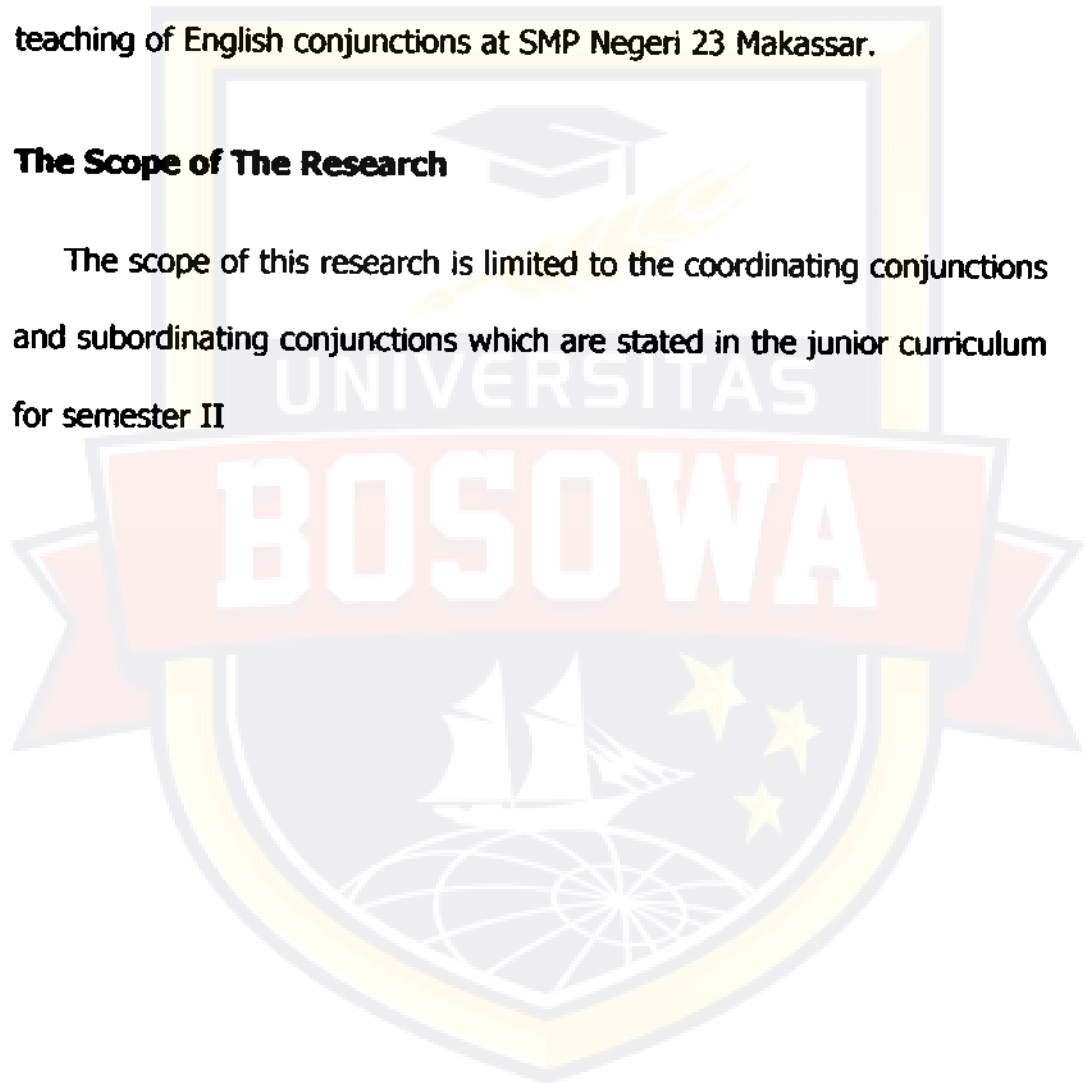 teaching of English conjunctions at SMP Negeri 23 Makassar.
The Scope of The Research
The scope of this research is limited to the coordinating conjunctions
and subordinating conjunctions which are stated in the junior curriculum
for semester II
UNIVERSITAS
BOSOWA